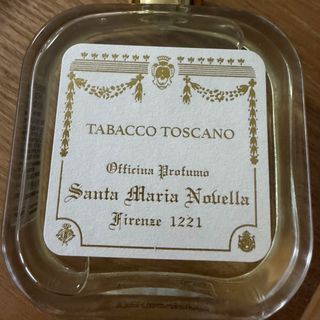 TABACCO TOSCANO
Officina Profumo
Santa Maria Novella
Firenze 1221